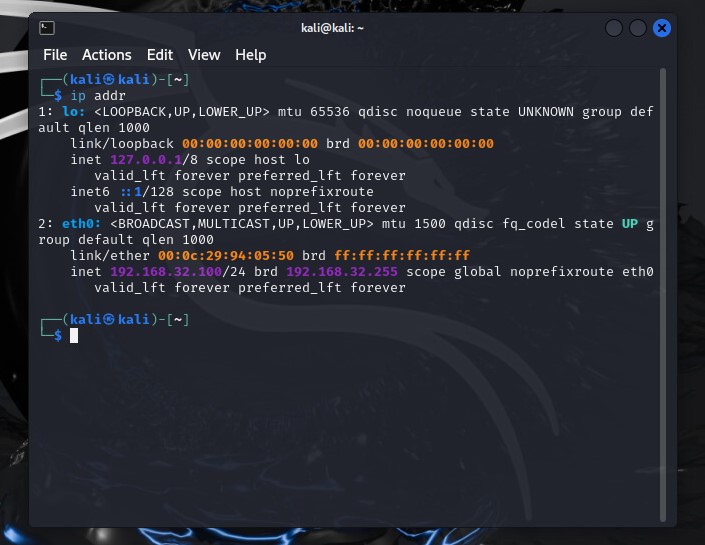 kali@kali: ~
File Actions Edit View Help
┌──(kali㉿kali)-[~]
└─$ ip addr
1: lo: <LOOPBACK,UP,LOWER_UP> mtu 65536 qdisc noqueue state UNKNOWN group def
ault qlen 1000
    link/loopback 00:00:00:00:00:00 brd 00:00:00:00:00:00
    inet 127.0.0.1/8 scope host lo
       valid_lft forever preferred_lft forever
    inet6 ::1/128 scope host noprefixroute
       valid_lft forever preferred_lft forever
2: eth0: <BROADCAST,MULTICAST,UP,LOWER_UP> mtu 1500 qdisc fq_codel state UP g
roup default qlen 1000
    link/ether 00:0c:29:94:05:50 brd ff:ff:ff:ff:ff:ff
    inet 192.168.32.100/24 brd 192.168.32.255 scope global noprefixroute eth0
       valid_lft forever preferred_lft forever
┌──(kali㉿kali)-[~]
└─$